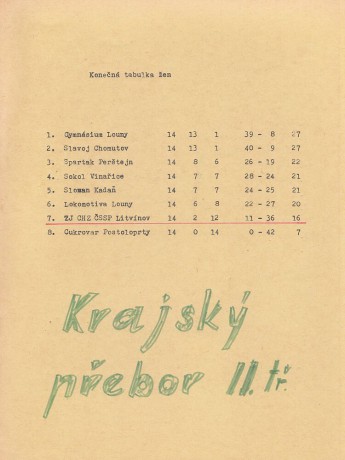 Konečná tabulka žen
1. Gymnásium Louny 14 13 1 39 - 8 27
2. Slavoj Chomutov 14 13 1 40 - 9 27
3. Spartak Perštejn 14 8 6 26 - 19 22
4. Sokol Vinařice 14 7 7 28 - 24 21
5. Sloman Kadaň 14 7 7 24 - 25 21
6. Lokomotiva Louny 14 6 8 22 - 27 20
7. ZJ CHZ ČSSP Litvínov 14 2 12 11 - 36 16
8. Cukrovar Postoloprty 14 0 14 0 - 42 7
Krajský
přebor II. tř.